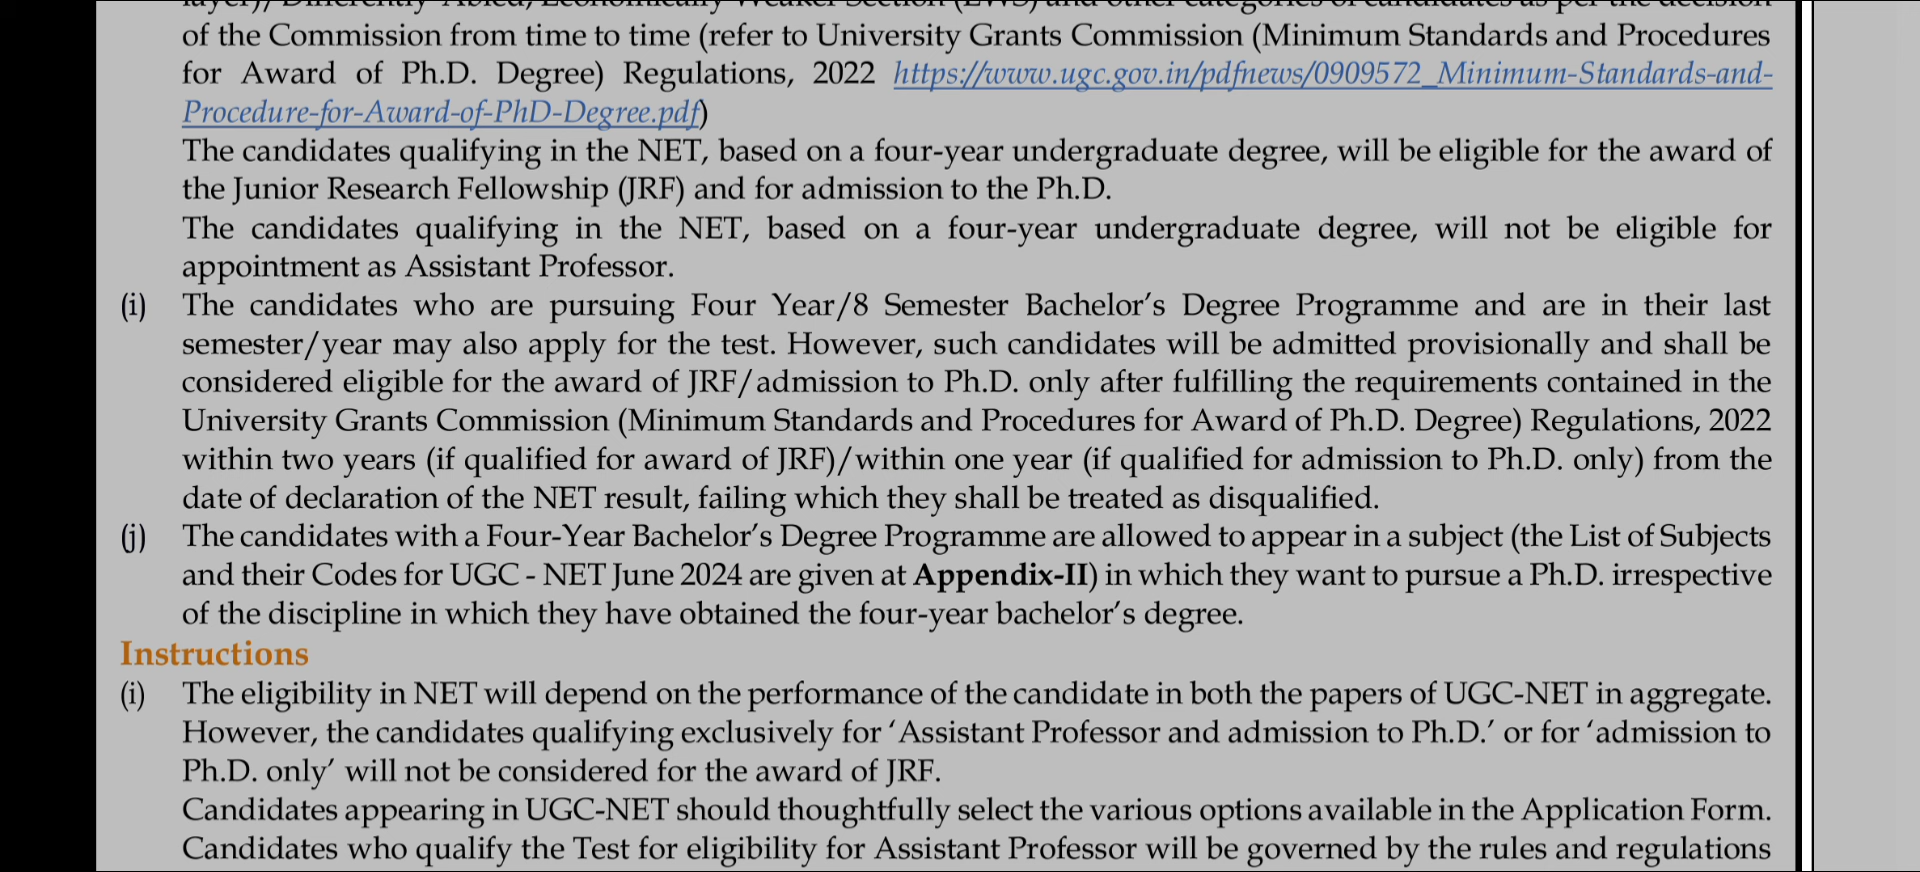 layer)/Differently-Abled, Economically Weaker Section (EWS) and other categories of candidates as per the decision
of the Commission from time to time (refer to University Grants Commission (Minimum Standards and Procedures
for Award of Ph.D. Degree) Regulations, 2022 https://www.ugc.gov.in/pdfnews/0909572_Minimum-Standards-and-
Procedure-for-Award-of-PhD-Degree.pdf)
The candidates qualifying in the NET, based on a four-year undergraduate degree, will be eligible for the award of
the Junior Research Fellowship (JRF) and for admission to the Ph.D.
The candidates qualifying in the NET, based on a four-year undergraduate degree, will not be eligible for
appointment as Assistant Professor.
(i) The candidates who are pursuing Four Year/8 Semester Bachelor's Degree Programme and are in their last
semester/year may also apply for the test. However, such candidates will be admitted provisionally and shall be
considered eligible for the award of JRF/admission to Ph.D. only after fulfilling the requirements contained in the
University Grants Commission (Minimum Standards and Procedures for Award of Ph.D. Degree) Regulations, 2022
within two years (if qualified for award of JRF)/within one year (if qualified for admission to Ph.D. only) from the
date of declaration of the NET result, failing which they shall be treated as disqualified.
(j) The candidates with a Four-Year Bachelor's Degree Programme are allowed to appear in a subject (the List of Subjects
and their Codes for UGC - NET June 2024 are given at Appendix-II) in which they want to pursue a Ph.D. irrespective
of the discipline in which they have obtained the four-year bachelor's degree.
Instructions
(i) The eligibility in NET will depend on the performance of the candidate in both the papers of UGC-NET in aggregate.
However, the candidates qualifying exclusively for 'Assistant Professor and admission to Ph.D.' or for 'admission to
Ph.D. only' will not be considered for the award of JRF.
Candidates appearing in UGC-NET should thoughtfully select the various options available in the Application Form.
Candidates who qualify the Test for eligibility for Assistant Professor will be governed by the rules and regulations